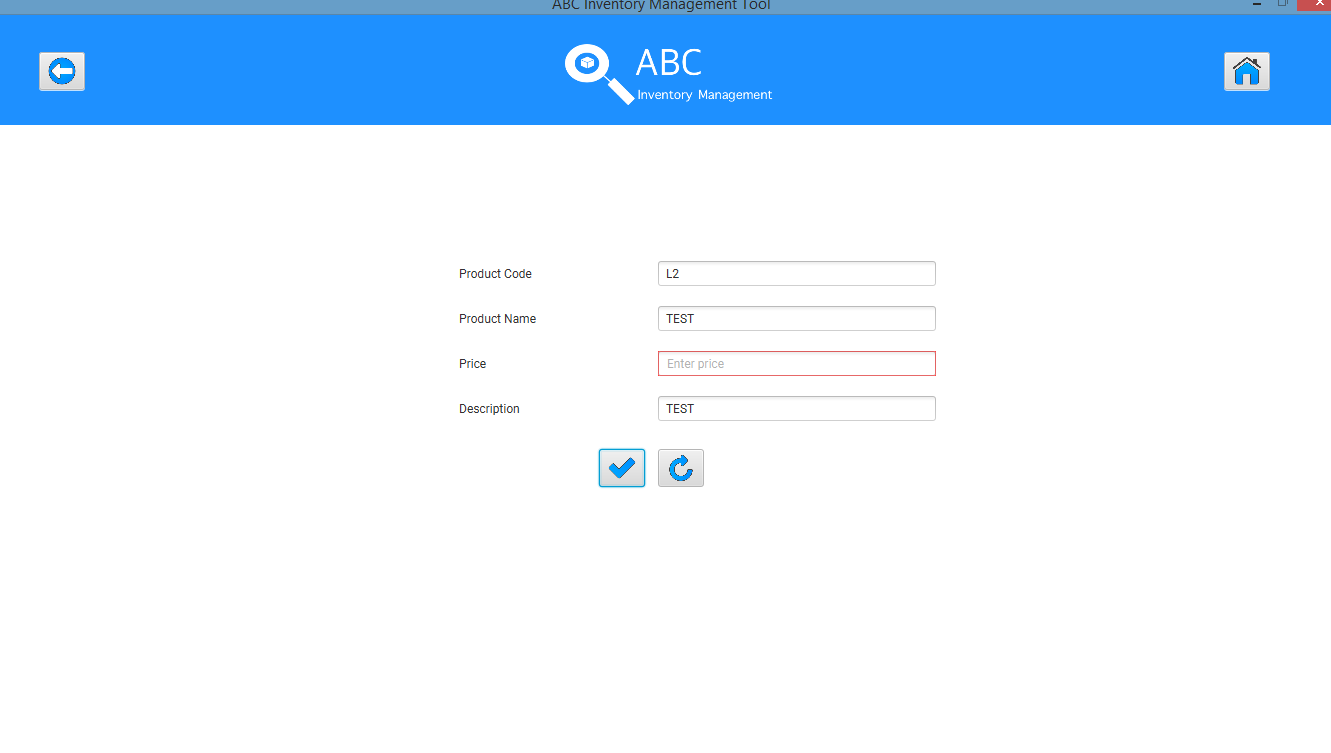 ABC Inventory Management Tool
ABC
Inventory Management
Product Code L2
Product Name TEST
Price Enter price
Description TEST